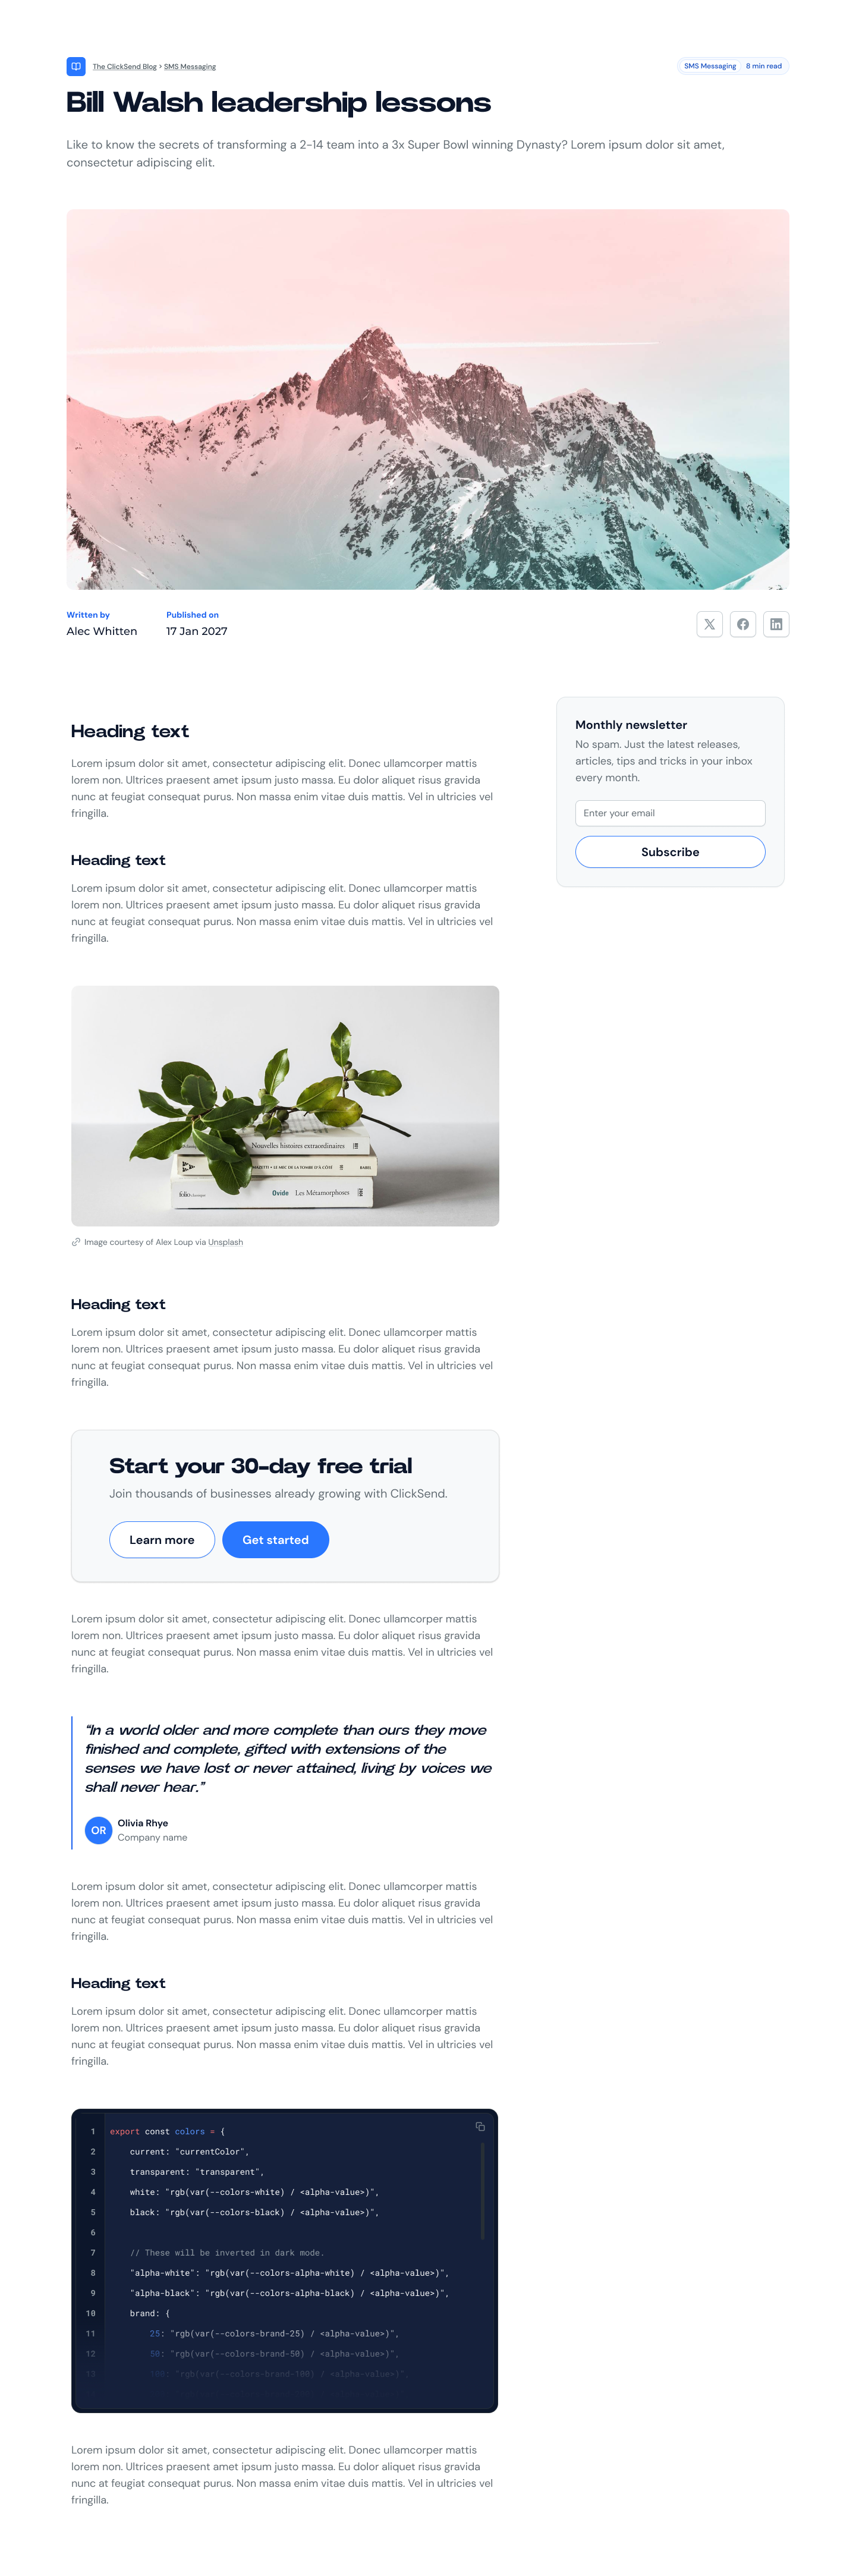 The ClickSend Blog > SMS Messaging
SMS Messaging 8 min read
Bill Walsh leadership lessons
Like to know the secrets of transforming a 2-14 team into a 3x Super Bowl winning Dynasty? Lorem ipsum dolor sit amet,
consectetur adipiscing elit.
Written by
Alec Whitten
Published on
17 Jan 2027
Heading text
Lorem ipsum dolor sit amet, consectetur adipiscing elit. Donec ullamcorper mattis
lorem non. Ultrices praesent amet ipsum justo massa. Eu dolor aliquet risus gravida
nunc at feugiat consequat purus. Non massa enim vitae duis mattis. Vel in ultricies vel
fringilla.
Monthly newsletter
No spam. Just the latest releases,
articles, tips and tricks in your inbox
every month.
Enter your email
Subscribe
Heading text
Lorem ipsum dolor sit amet, consectetur adipiscing elit. Donec ullamcorper mattis
lorem non. Ultrices praesent amet ipsum justo massa. Eu dolor aliquet risus gravida
nunc at feugiat consequat purus. Non massa enim vitae duis mattis. Vel in ultricies vel
fringilla.
Nouvelles histoires extraordinaires
LE MEC DE LA TOMBE D'À CÔTÉ BABEL
folio Ovide Les Métamorphoses
Image courtesy of Alex Loup via Unsplash
Heading text
Lorem ipsum dolor sit amet, consectetur adipiscing elit. Donec ullamcorper mattis
lorem non. Ultrices praesent amet ipsum justo massa. Eu dolor aliquet risus gravida
nunc at feugiat consequat purus. Non massa enim vitae duis mattis. Vel in ultricies vel
fringilla.
Start your 30-day free trial
Join thousands of businesses already growing with ClickSend.
Learn more
Get started
Lorem ipsum dolor sit amet, consectetur adipiscing elit. Donec ullamcorper mattis
lorem non. Ultrices praesent amet ipsum justo massa. Eu dolor aliquet risus gravida
nunc at feugiat consequat purus. Non massa enim vitae duis mattis. Vel in ultricies vel
fringilla.
“In a world older and more complete than ours they move
finished and complete, gifted with extensions of the
senses we have lost or never attained, living by voices we
shall never hear.”
OR
Olivia Rhye
Company name
Lorem ipsum dolor sit amet, consectetur adipiscing elit. Donec ullamcorper mattis
lorem non. Ultrices praesent amet ipsum justo massa. Eu dolor aliquet risus gravida
nunc at feugiat consequat purus. Non massa enim vitae duis mattis. Vel in ultricies vel
fringilla.
Heading text
Lorem ipsum dolor sit amet, consectetur adipiscing elit. Donec ullamcorper mattis
lorem non. Ultrices praesent amet ipsum justo massa. Eu dolor aliquet risus gravida
nunc at feugiat consequat purus. Non massa enim vitae duis mattis. Vel in ultricies vel
fringilla.
1 export const colors = {
2 current: "currentColor",
3 transparent: "transparent",
4 white: "rgb(var(--colors-white) / <alpha-value>)",
5 black: "rgb(var(--colors-black) / <alpha-value>)",
6
7 // These will be inverted in dark mode.
8 "alpha-white": "rgb(var(--colors-alpha-white) / <alpha-value>)",
9 "alpha-black": "rgb(var(--colors-alpha-black) / <alpha-value>)",
10 brand: {
11 25: "rgb(var(--colors-brand-25) / <alpha-value>)",
12 50: "rgb(var(--colors-brand-50) / <alpha-value>)",
13 100: "rgb(var(--colors-brand-100) / <alpha-value>)",
Lorem ipsum dolor sit amet, consectetur adipiscing elit. Donec ullamcorper mattis
lorem non. Ultrices praesent amet ipsum justo massa. Eu dolor aliquet risus gravida
nunc at feugiat consequat purus. Non massa enim vitae duis mattis. Vel in ultricies vel
fringilla.